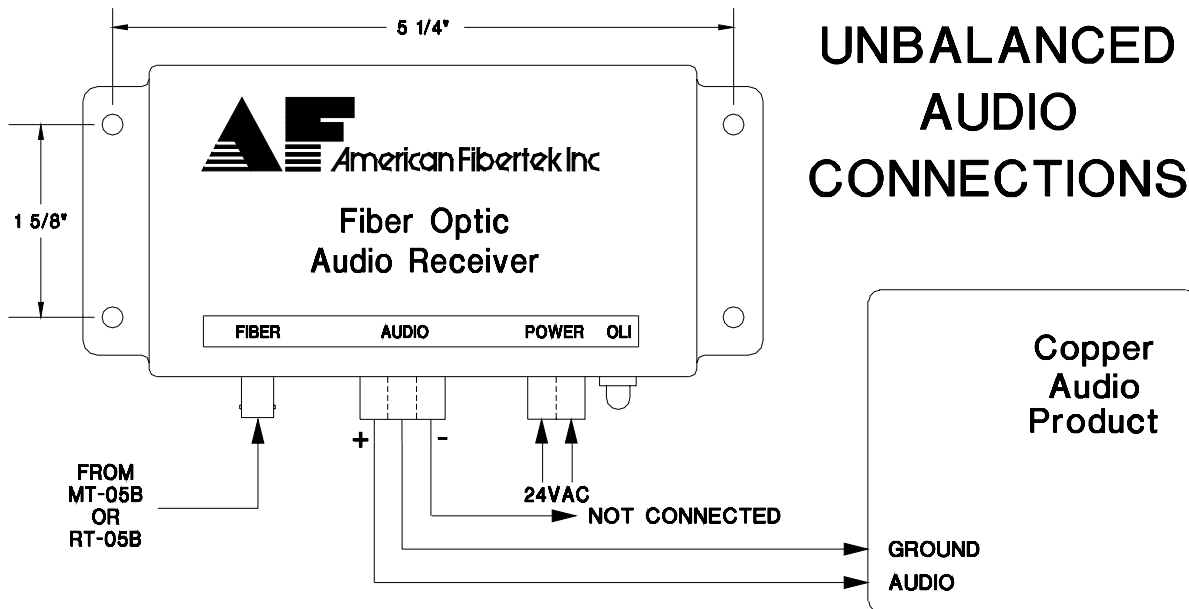 5 1/4"
UNBALANCED
AUDIO
CONNECTIONS
AF
American Fibertek Inc
1 5/8"
Fiber Optic
Audio Receiver
FIBER AUDIO POWER OLI
Copper
Audio
Product
+ -
FROM
MT-05B
OR
RT-05B
24VAC
NOT CONNECTED
GROUND
AUDIO